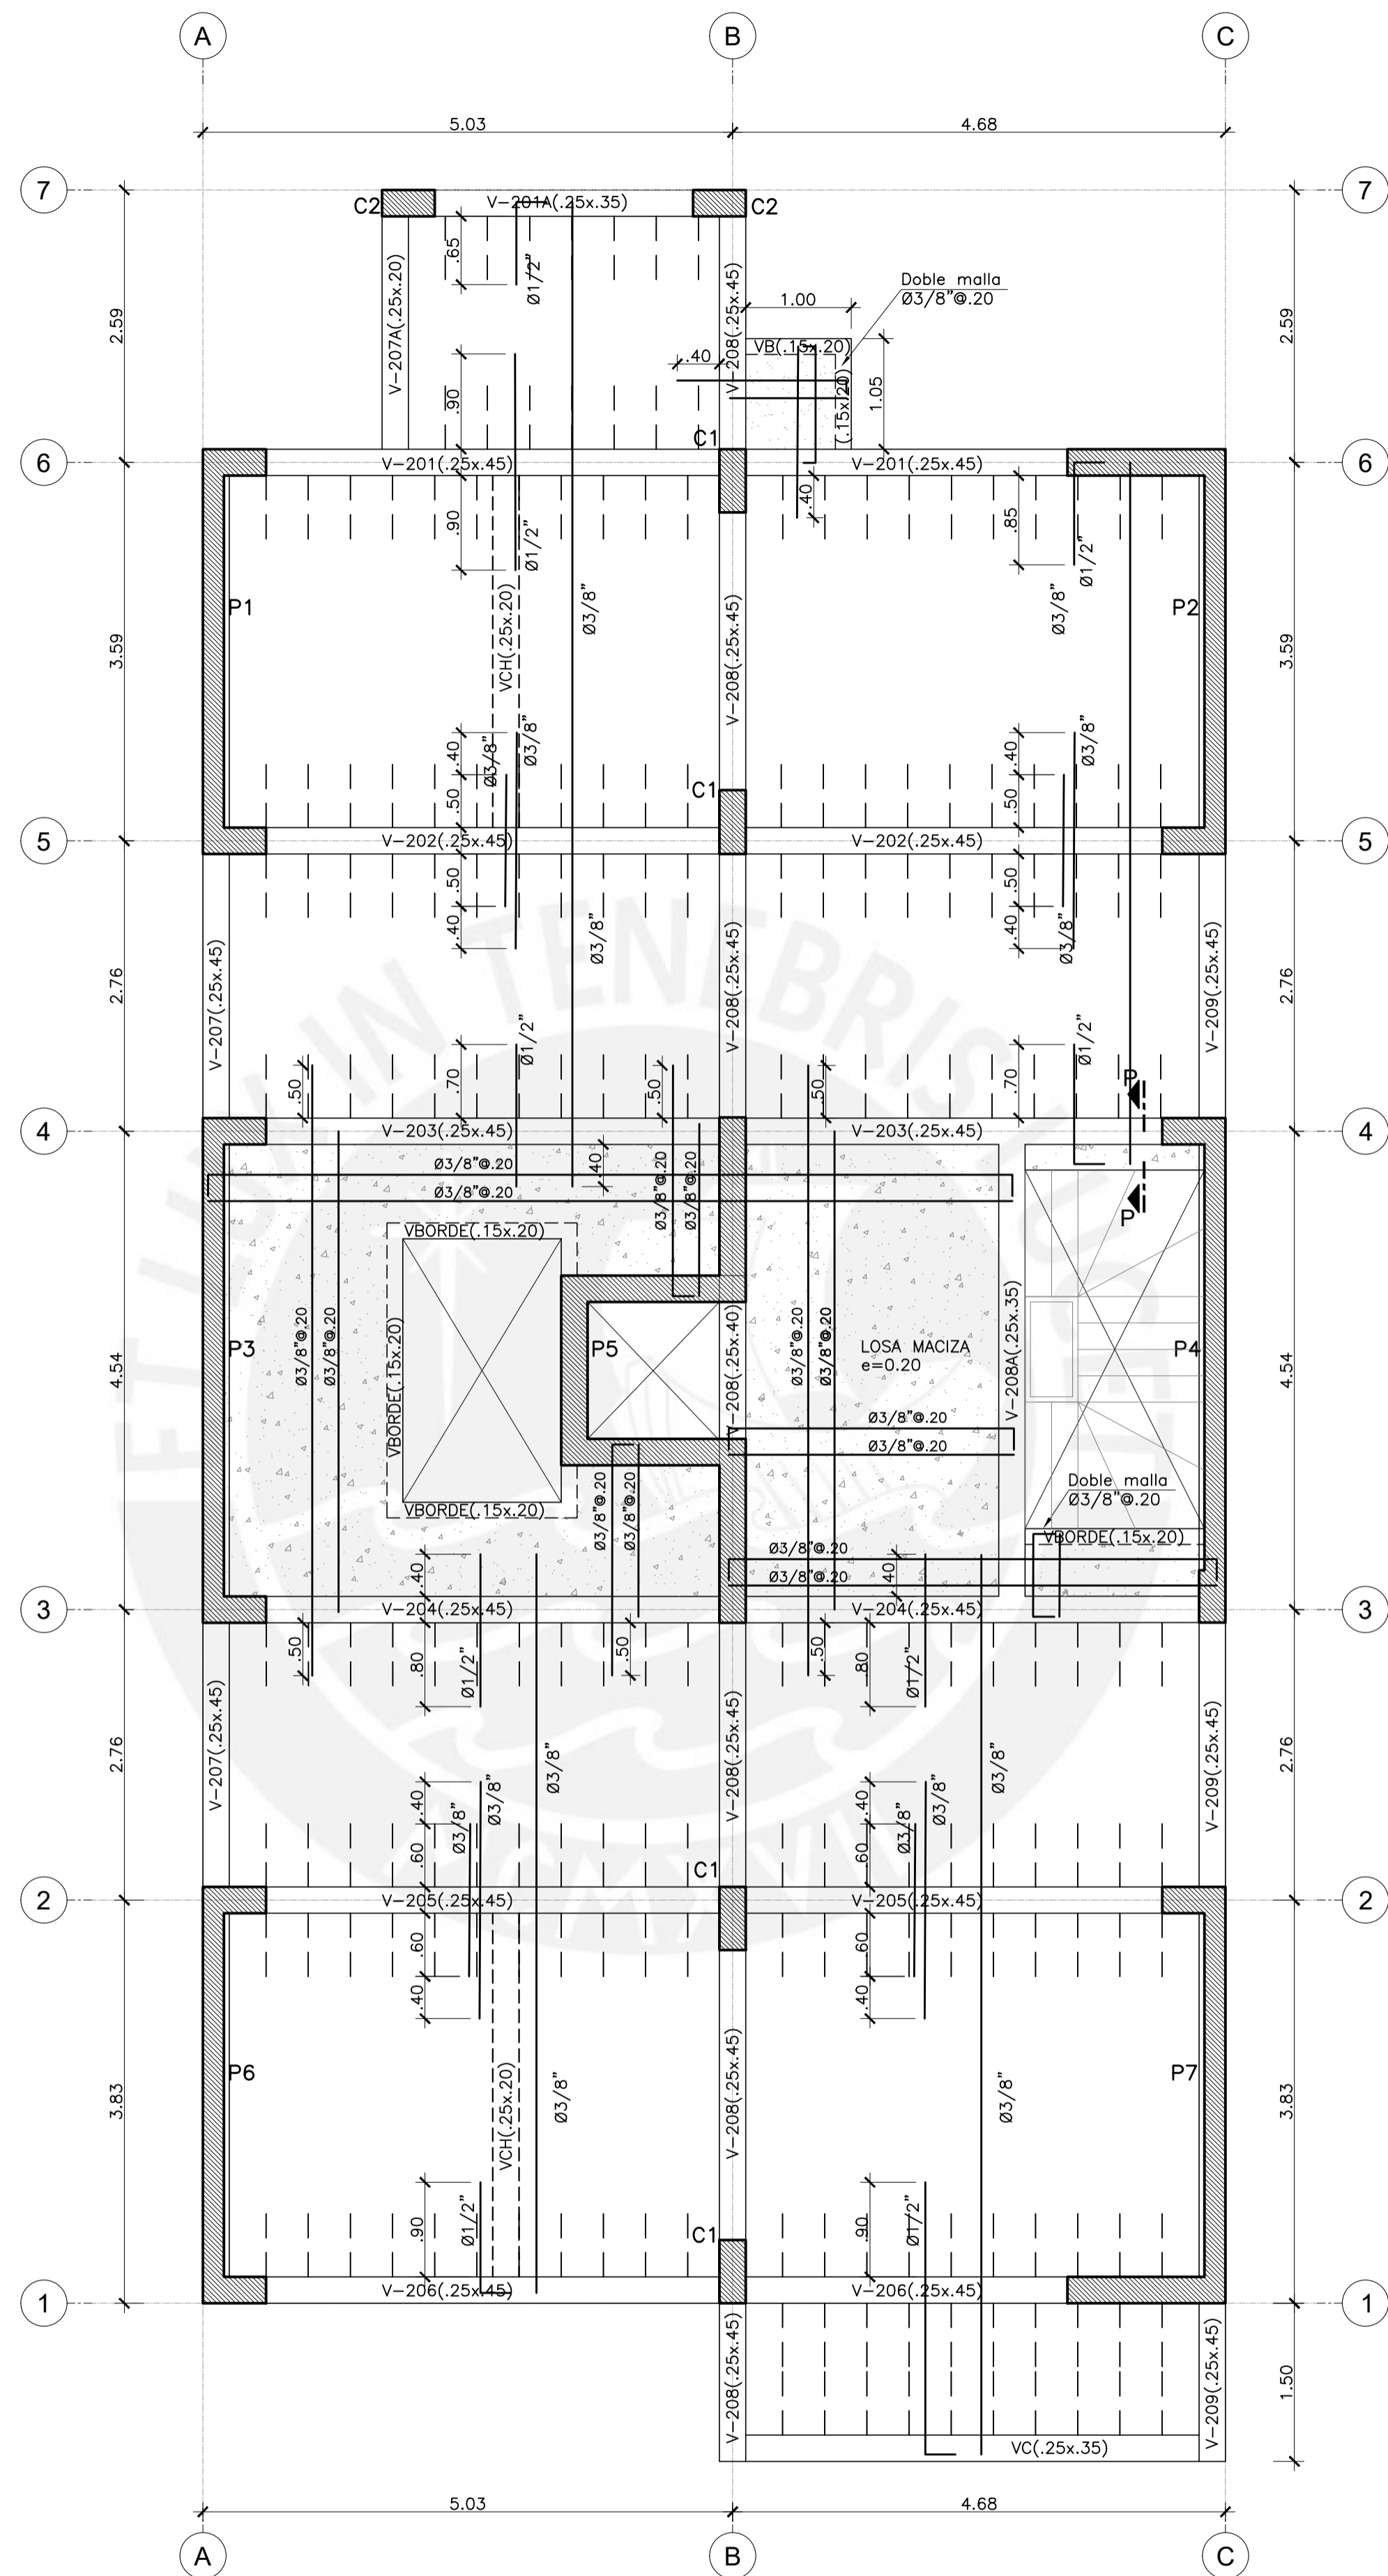 A
B
C
5.03
4.68
7
7
C2
V-201A(.25x.35)
C2
.65
Ø1/2"
V-207A(.25x.20)
V-208(.25x.45)
Doble malla
Ø3/8"@.20
1.00
2.59
2.59
VB(.15x.20)
.40
(.15x.20)
1.05
.90
C1
6
V-201(.25x.45)
V-201(.25x.45)
6
.40
.90
Ø1/2"
.85
Ø1/2"
P1
VCH(.25x.20)
Ø3/8"
V-208(.25x.45)
Ø3/8"
P2
3.59
3.59
.40
Ø3/8"
Ø3/8"
.40
Ø3/8"
.50
C1
.50
5
V-202(.25x.45)
V-202(.25x.45)
5
.50
.50
.40
Ø3/8"
.40
Ø3/8"
2.76
V-207(.25x.45)
V-208(.25x.45)
V-209(.25x.45)
2.76
Ø1/2"
Ø1/2"
.50
.70
.50
.50
.70
P
4
V-203(.25x.45)
V-203(.25x.45)
4
Ø3/8"@.20
Ø3/8"@.20
.40
Ø3/8"@.20
Ø3/8"@.20
P
VBORDE(.15x.20)
P3
Ø3/8"@.20
Ø3/8"@.20
VBORDE(.15x.20)
P5
V-208(.25x.40)
Ø3/8"@.20
Ø3/8"@.20
LOSA MACIZA
e=0.20
V-208A(.25x.35)
P4
4.54
4.54
Ø3/8"@.20
Ø3/8"@.20
Doble malla
Ø3/8"@.20
VBORDE(.15x.20)
Ø3/8"@.20
Ø3/8"@.20
VBORDE(.15x.20)
Ø3/8"@.20
Ø3/8"@.20
.40
.40
3
V-204(.25x.45)
V-204(.25x.45)
3
.50
.80
Ø1/2"
.50
.50
.80
Ø1/2"
2.76
V-207(.25x.45)
Ø3/8"
V-208(.25x.45)
Ø3/8"
V-209(.25x.45)
2.76
.40
Ø3/8"
Ø3/8"
.40
Ø3/8"
Ø3/8"
.60
C1
.60
2
V-205(.25x.45)
V-205(.25x.45)
2
.60
.60
.40
.40
P6
VCH(.25x.20)
Ø3/8"
V-208(.25x.45)
Ø3/8"
P7
3.83
3.83
.90
Ø1/2"
C1
.90
Ø1/2"
1
V-206(.25x.45)
V-206(.25x.45)
1
V-208(.25x.45)
V-209(.25x.45)
1.50
VC(.25x.35)
5.03
4.68
A
B
C
ET LUX IN TENEBRIS LUCET